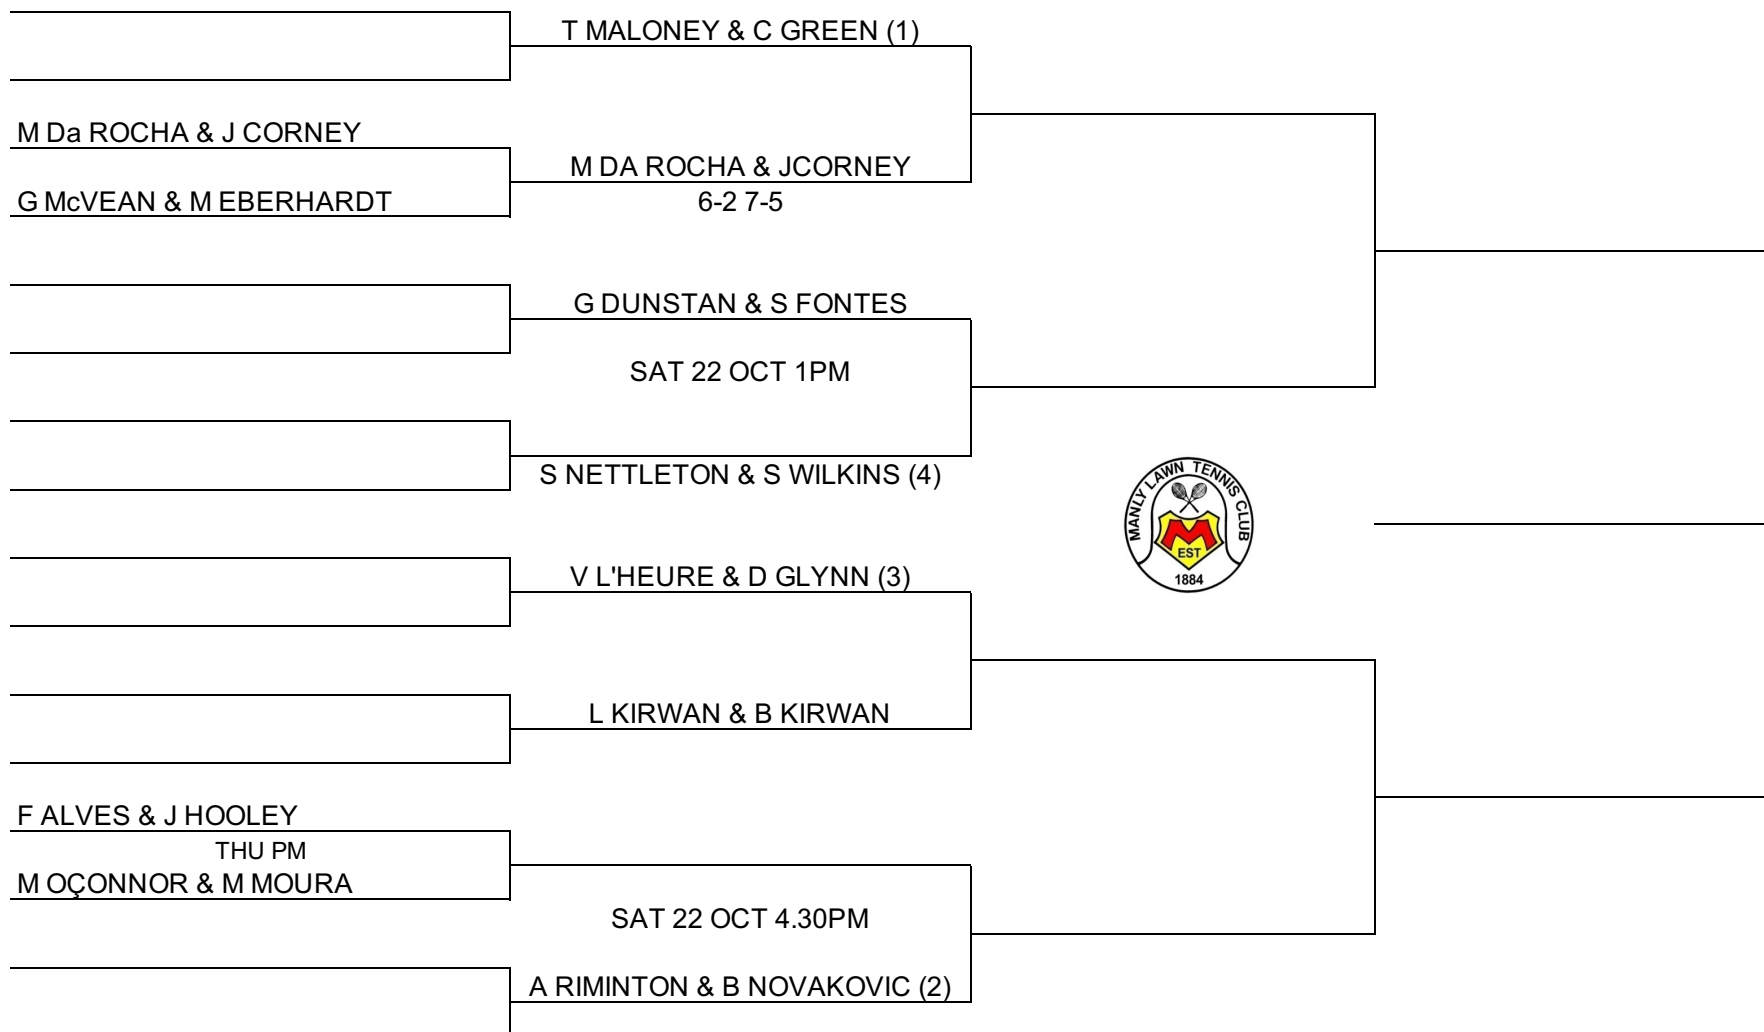 T MALONEY & C GREEN (1)
M Da ROCHA & J CORNEY
M DA ROCHA & JCORNEY
G McVEAN & M EBERHARDT
6-2 7-5
G DUNSTAN & S FONTES
SAT 22 OCT 1PM
S NETTLETON & S WILKINS (4)
MANLY LAWN TENNIS CLUB
M
EST
1884
V L'HEURE & D GLYNN (3)
L KIRWAN & B KIRWAN
F ALVES & J HOOLEY
THU PM
M OÇONNOR & M MOURA
SAT 22 OCT 4.30PM
A RIMINTON & B NOVAKOVIC (2)